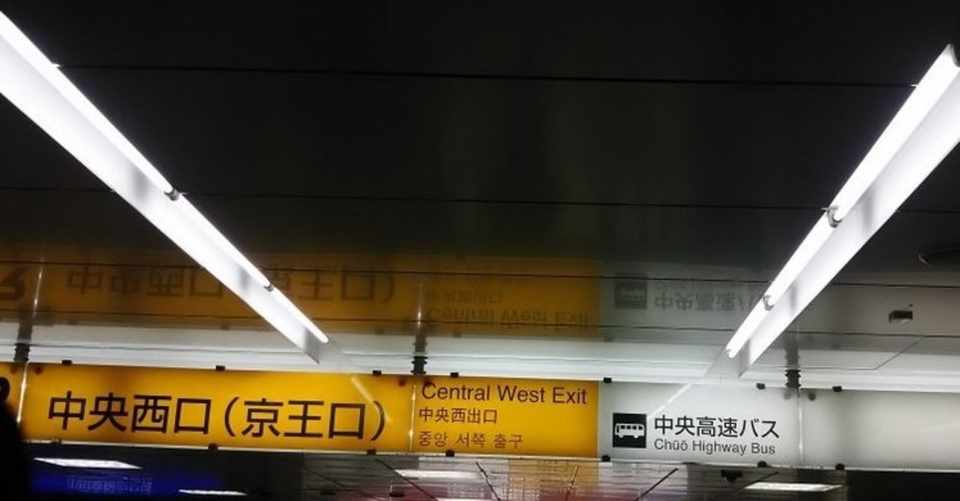 中央西口(京王口)
Central West Exit
中央西出口
중앙 서쪽 출구
中央高速バス
Chūō Highway Bus